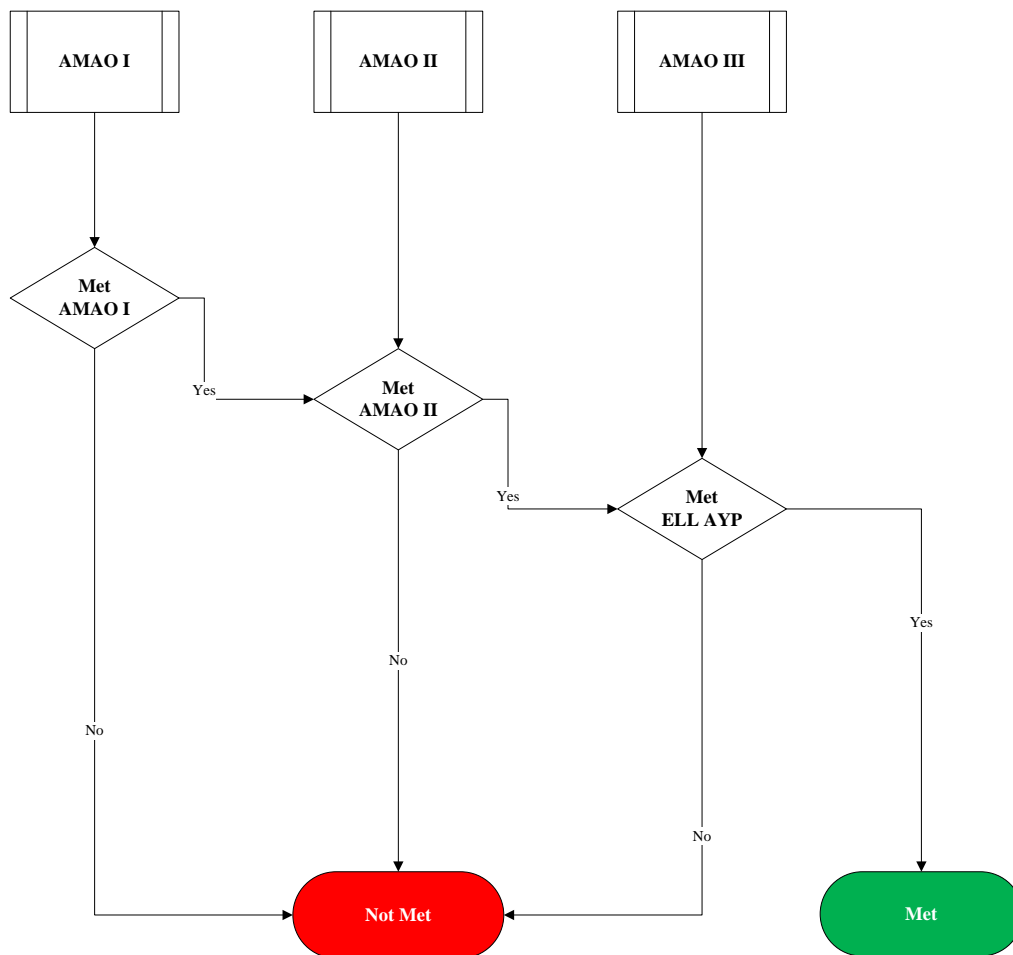 AMAO I
AMAO II
AMAO III
Met
AMAO I
Yes
Met
AMAO II
Yes
Met
ELL AYP
Yes
No
No
No
Not Met
Met